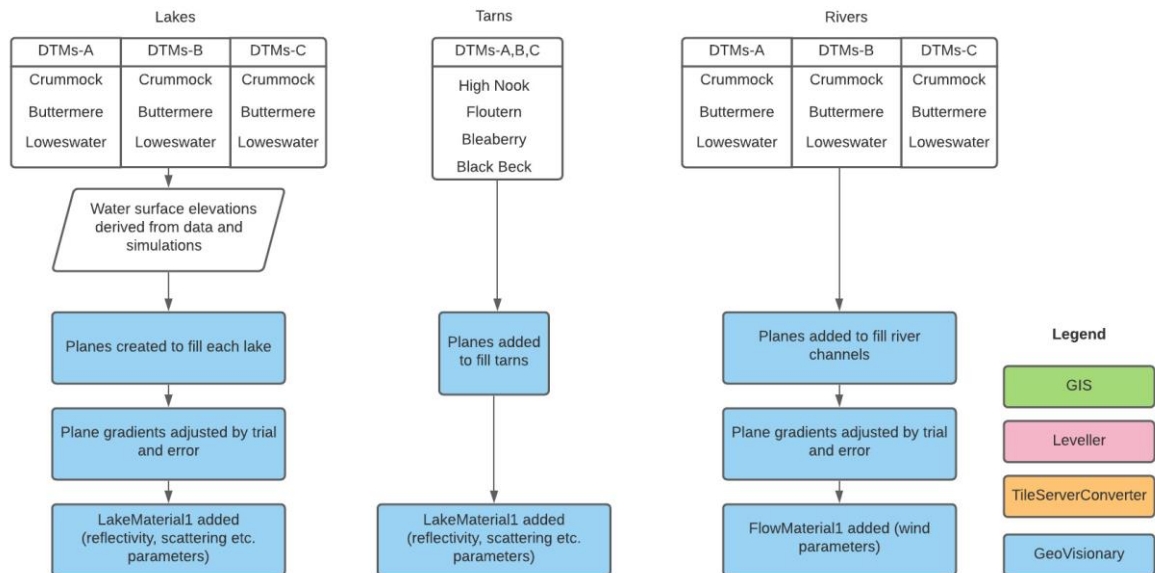 Lakes
DTMs-A
DTMs-B
DTMs-C
Crummock
Crummock
Crummock
Buttermere
Buttermere
Buttermere
Loweswater
Loweswater
Loweswater
Water surface elevations
derived from data and
simulations
Planes created to fill each lake
Plane gradients adjusted by trial
and error
LakeMaterial1 added
(reflectivity, scattering etc.
parameters)
Tarns
DTMs-A,B,C
High Nook
Floutern
Bleaberry
Black Beck
Planes added
to fill tarns
LakeMaterial1 added
(reflectivity, scattering etc.
parameters)
Rivers
DTMs-A
DTMs-B
DTMs-C
Crummock
Crummock
Crummock
Buttermere
Buttermere
Buttermere
Loweswater
Loweswater
Loweswater
Planes added to fill river
channels
Plane gradients adjusted by trial
and error
FlowMaterial1 added (wind
parameters)
Legend
GIS
Leveller
TileServerConverter
GeoVisionary